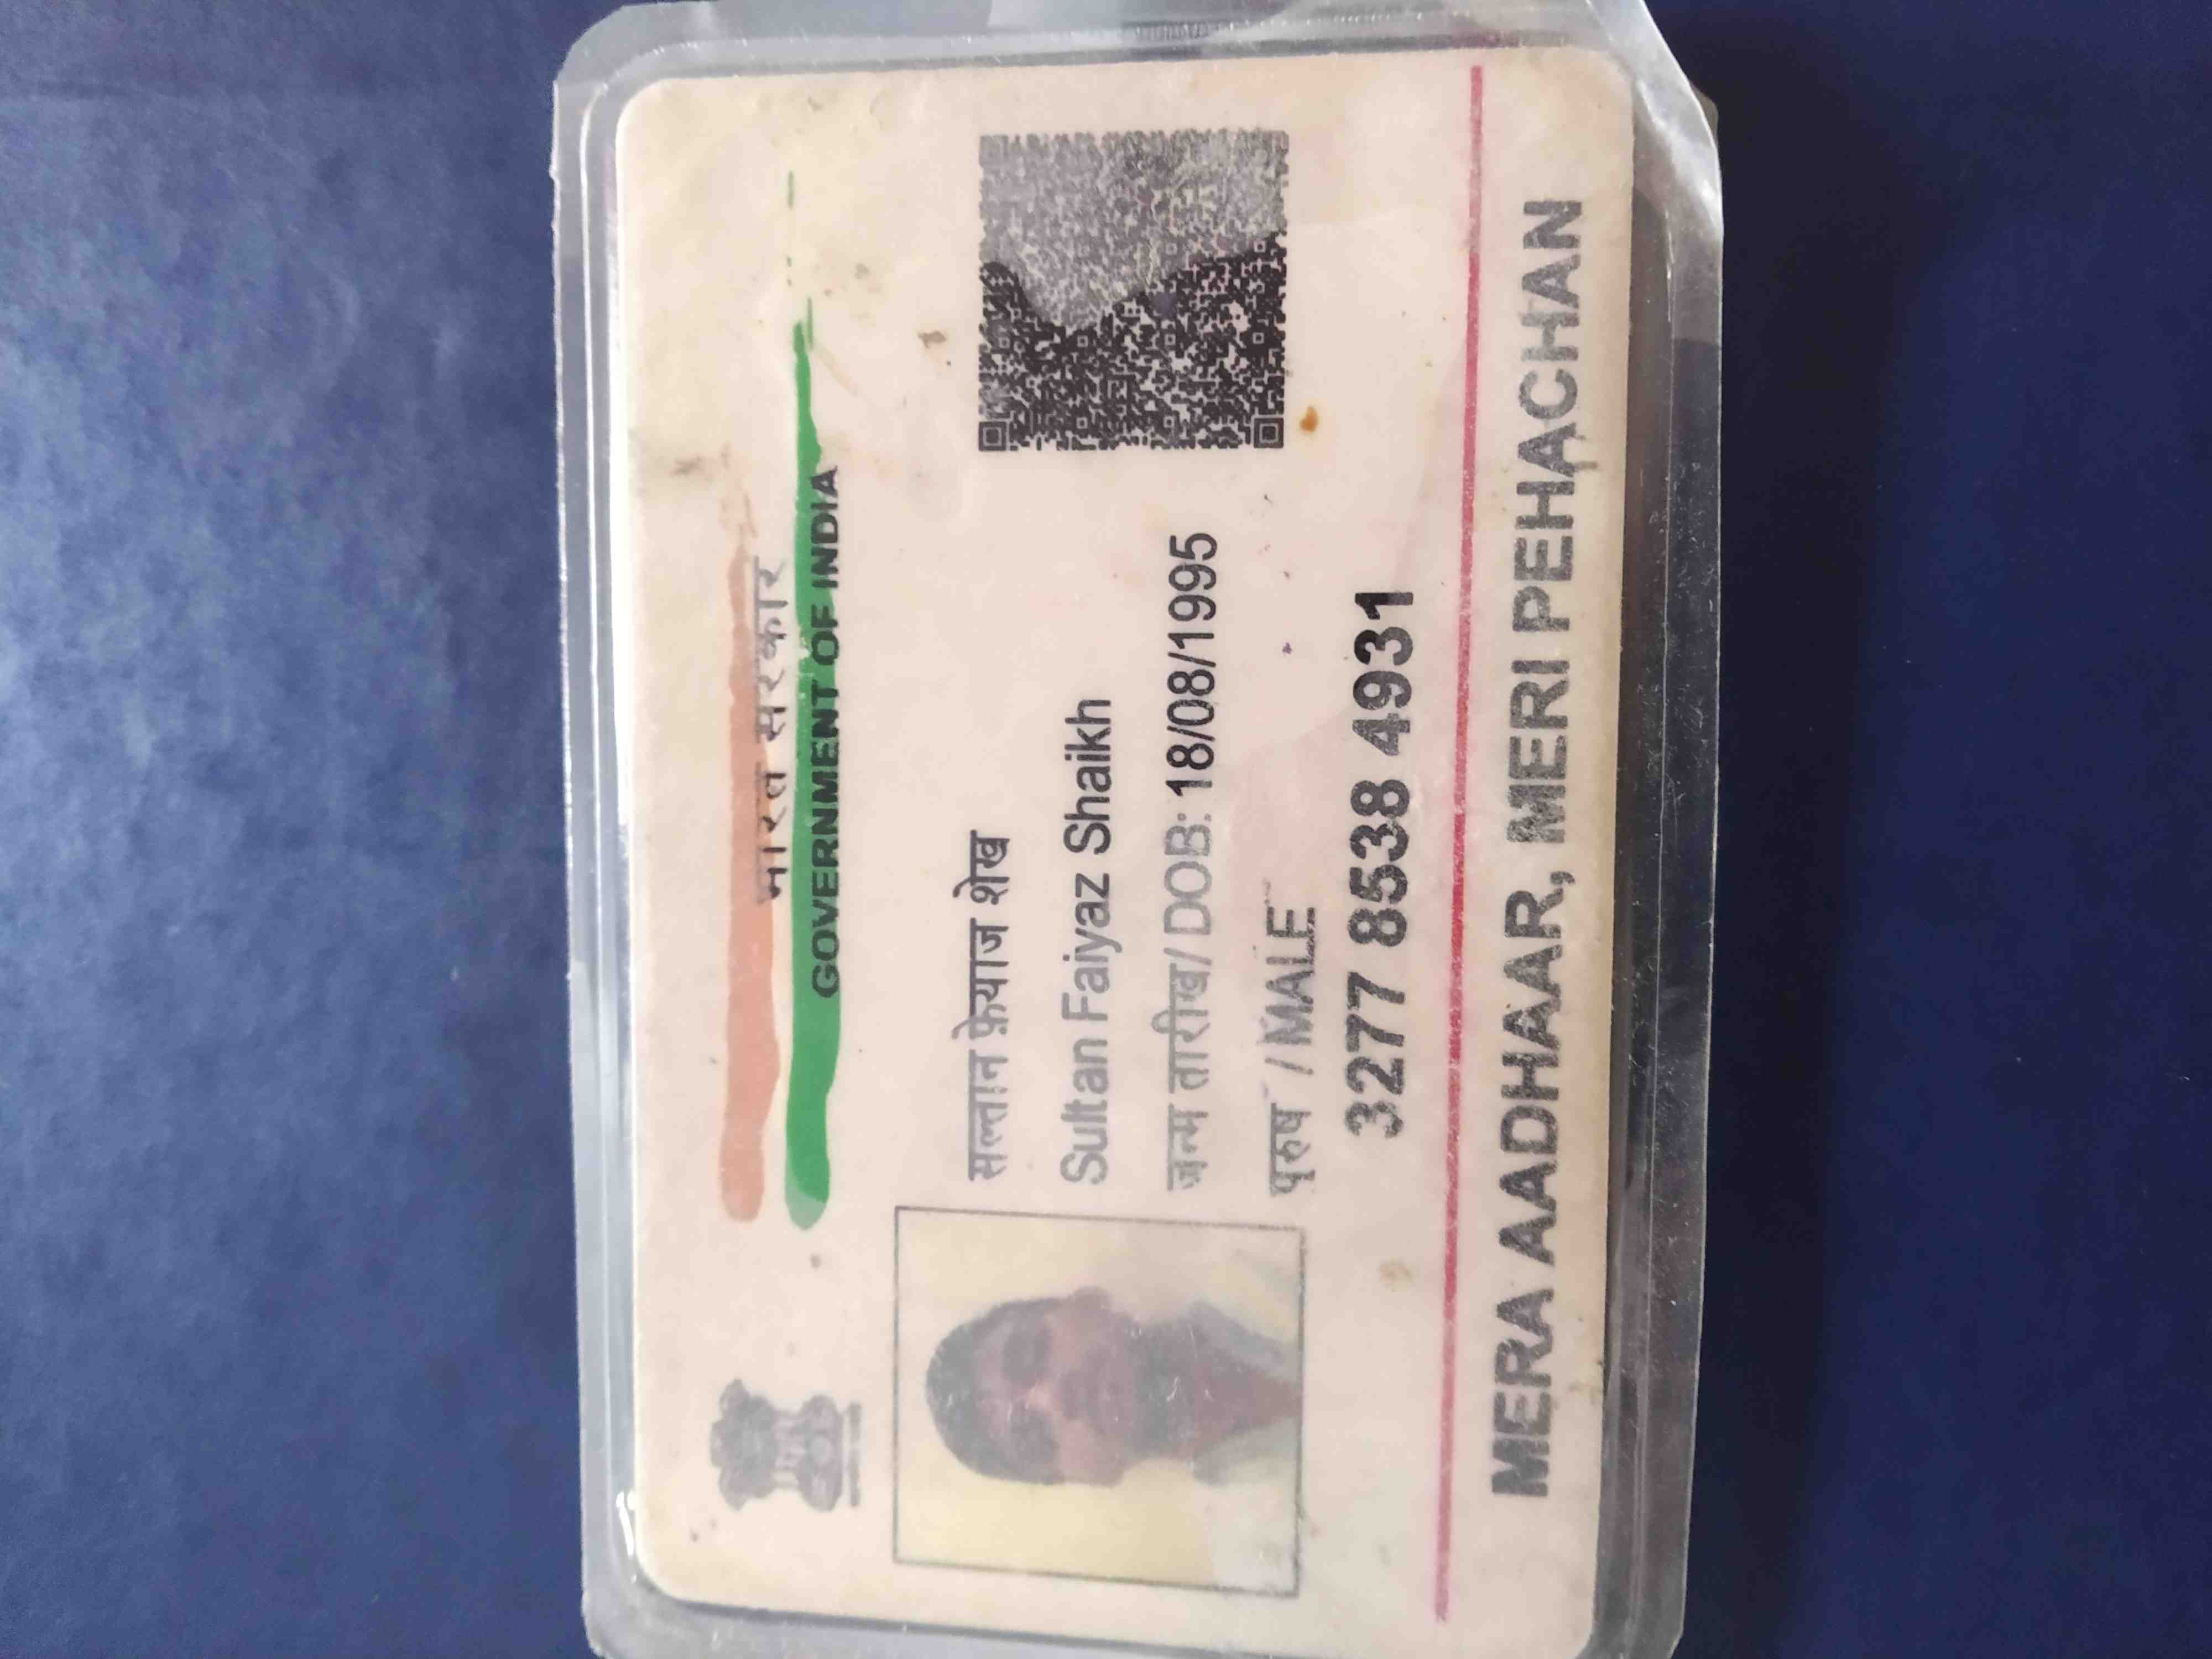 भारत सरकार
GOVERNMENT OF INDIA
सुल्तान फ़ेयाज शेख
Sultan Faiyaz Shaikh
जन्म तारीख/ DOB: 18/08/1995
पुरुष / MALE
3277 8538 4931
MERA AADHAAR, MERI PEHACHAN